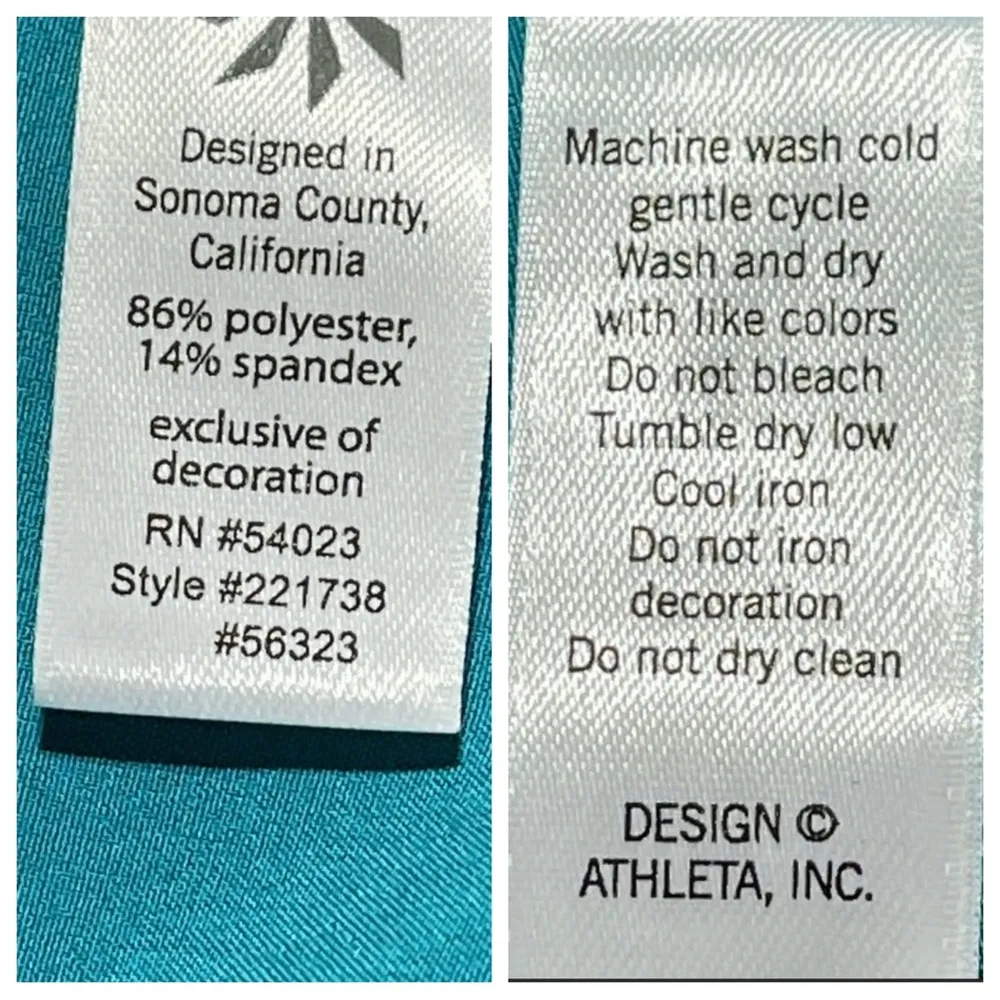 Designed in
Sonoma County,
California
86% polyester,
14% spandex
exclusive of
decoration
RN #54023
Style #221738
#56323
Machine wash cold
gentle cycle
Wash and dry
with like colors
Do not bleach
Tumble dry low
Cool iron
Do not iron
decoration
Do not dry clean
DESIGN ©
ATHLETA, INC.